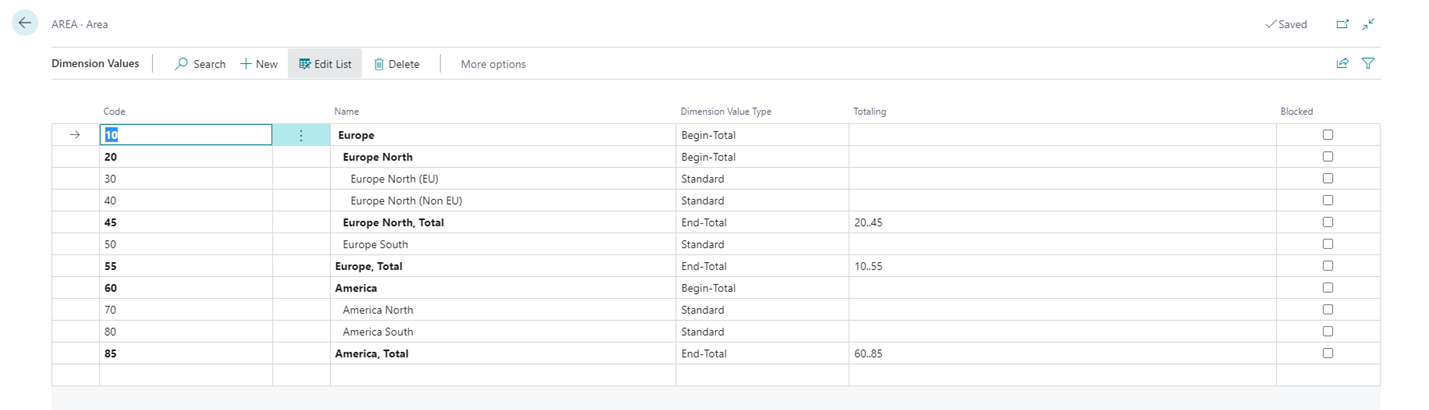 AREA · Area
Saved
Dimension Values Search New Edit List Delete More options
Code Name Dimension Value Type Totaling Blocked
10 Europe Begin-Total
20 Europe North Begin-Total
30 Europe North (EU) Standard
40 Europe North (Non EU) Standard
45 Europe North, Total End-Total 20..45
50 Europe South Standard
55 Europe, Total End-Total 10..55
60 America Begin-Total
70 America North Standard
80 America South Standard
85 America, Total End-Total 60..85